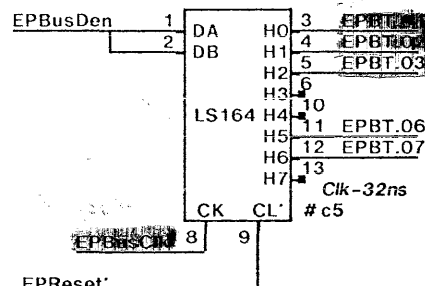 EPBusDen 1 DA H0 3
2 DB H1 4
H2 5 EPBT.03
H3 6
LS164 H4 10
H5 11 EPBT.06
H6 12 EPBT.07
H7 13
Clk-32ns
CK CL' # c5
EPBusClk 8 9
EPReset'